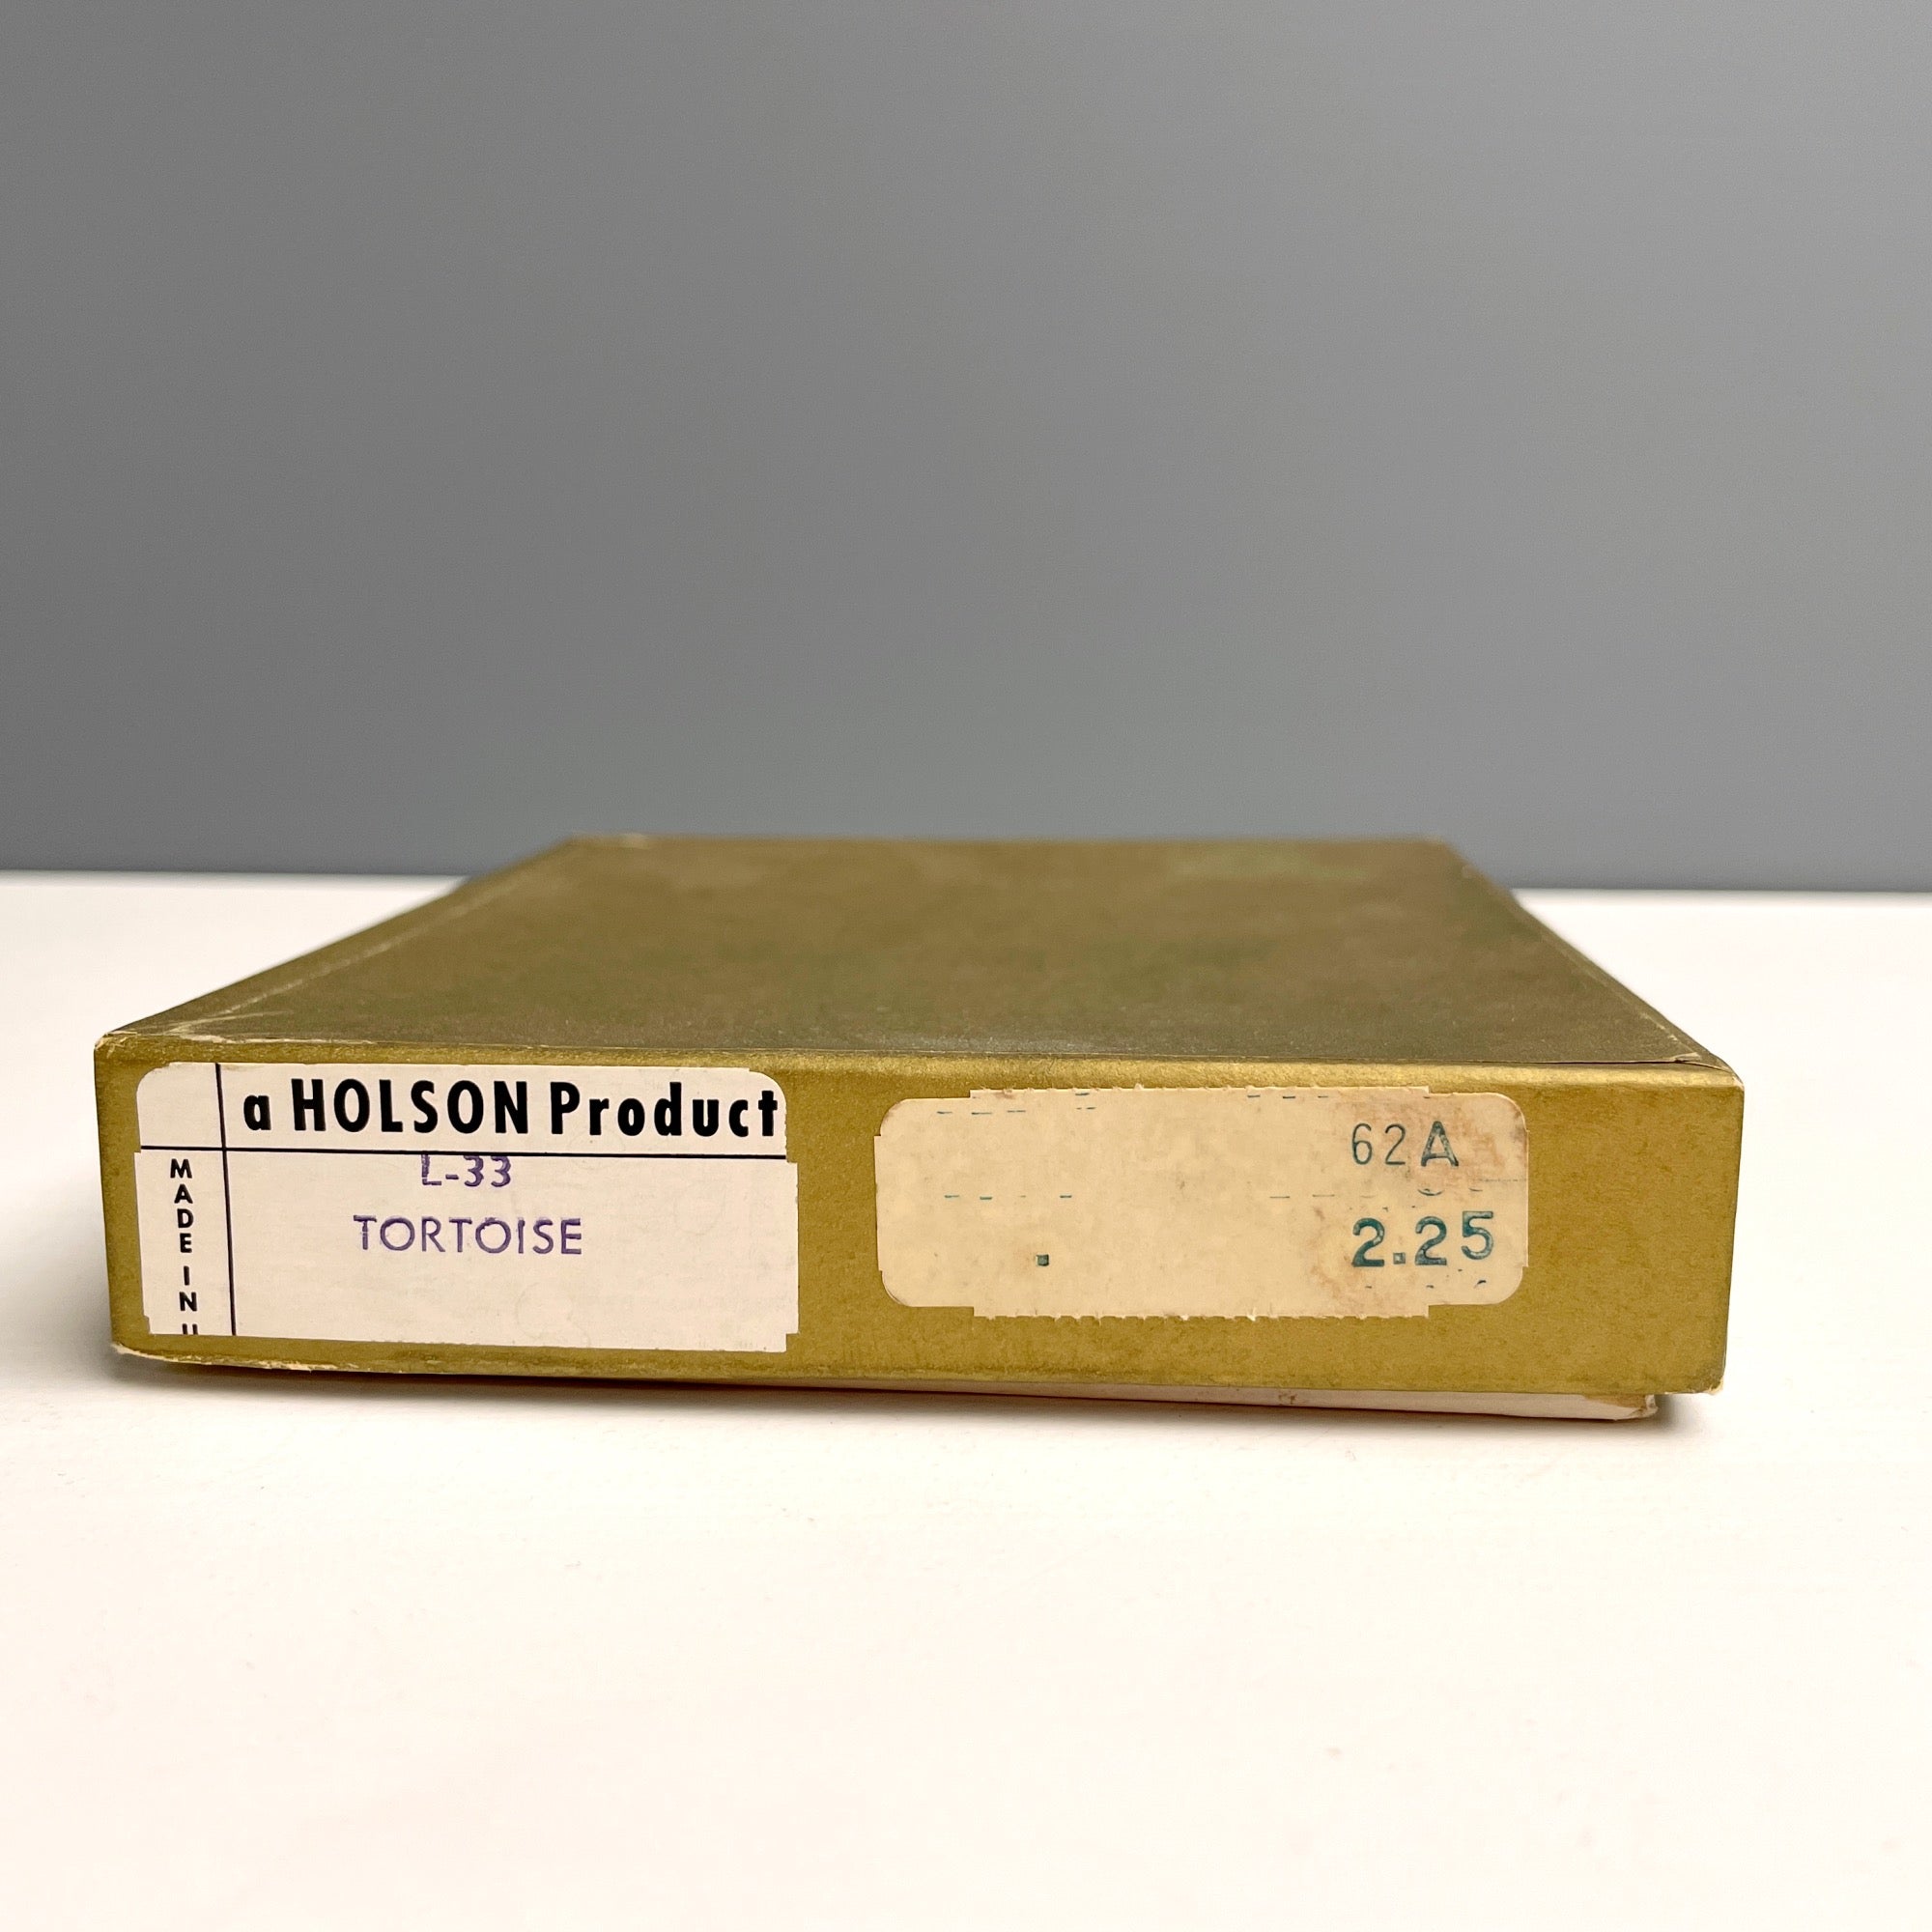 a HOLSON Product
MADE IN
L-33
TORTOISE
62A
2.25